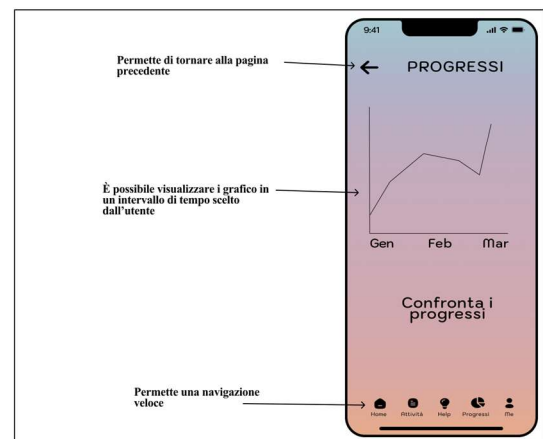 9:41
Permette di tornare alla pagina
precedente
PROGRESSI
È possibile visualizzare i grafico in
un intervallo di tempo scelto
dall'utente
Gen Feb Mar
Confronta i
progressi
Permette una navigazione
veloce
Home Attività Help Progressi Me